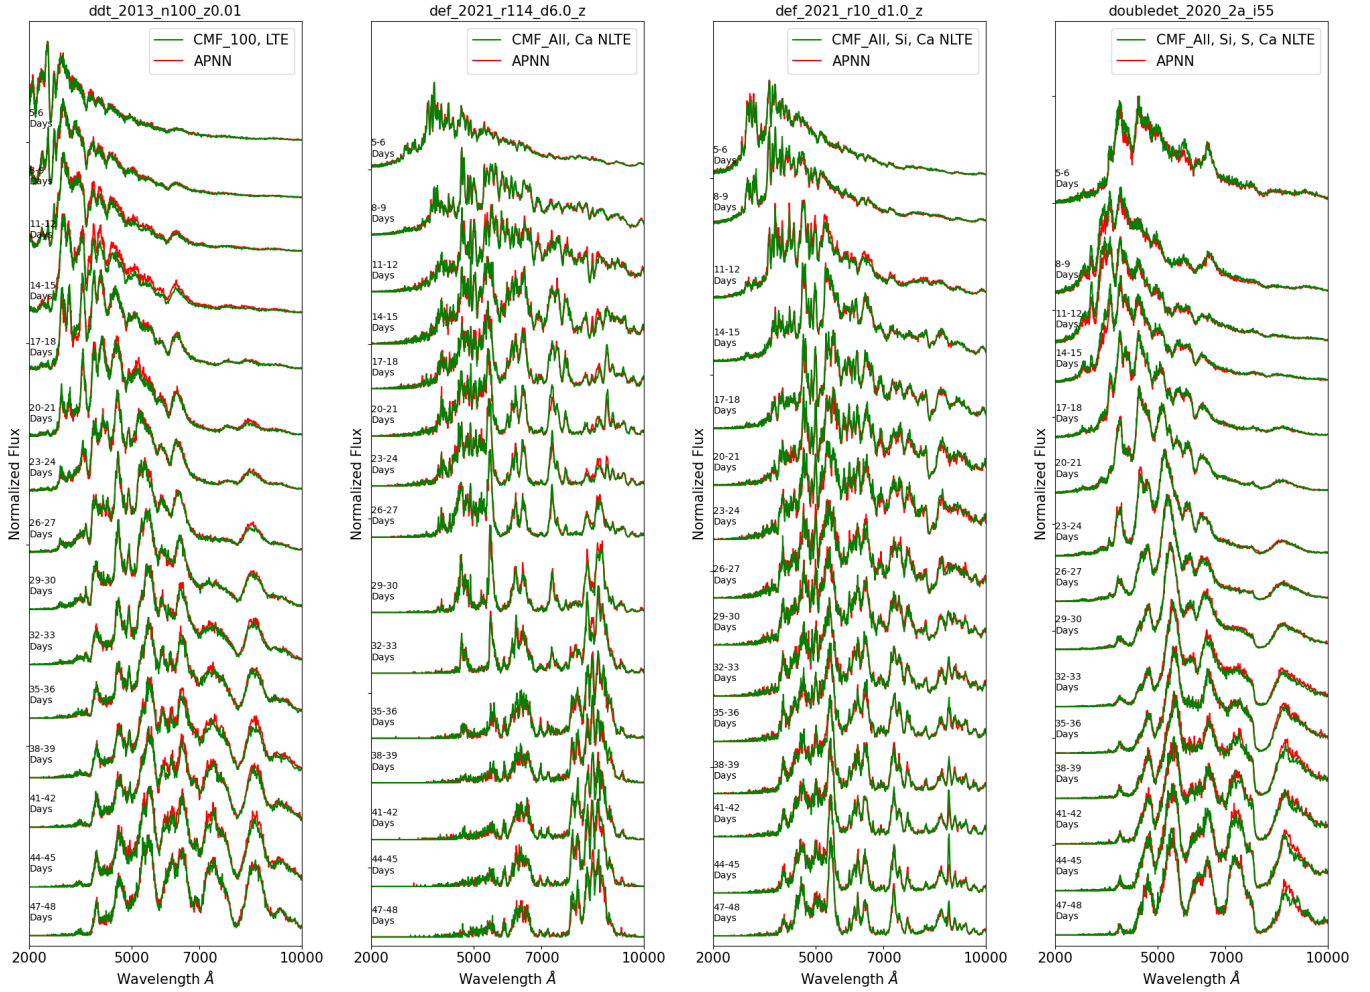 ddt_2013_n100_z0.01
CMF_100, LTE
APNN
5-6
Days
8-9
Days
11-12
Days
14-15
Days
17-18
Days
20-21
Days
23-24
Days
26-27
Days
29-30
Days
32-33
Days
35-36
Days
38-39
Days
41-42
Days
44-45
Days
47-48
Days
Normalized Flux
2000 5000 7000 10000
Wavelength Å
def_2021_r114_d6.0_z
CMF_All, Ca NLTE
APNN
5-6
Days
8-9
Days
11-12
Days
14-15
Days
17-18
Days
20-21
Days
23-24
Days
26-27
Days
29-30
Days
32-33
Days
35-36
Days
38-39
Days
41-42
Days
44-45
Days
47-48
Days
Normalized Flux
2000 5000 7000 10000
Wavelength Å
def_2021_r10_d1.0_z
CMF_All, Si, Ca NLTE
APNN
5-6
Days
8-9
Days
11-12
Days
14-15
Days
17-18
Days
20-21
Days
23-24
Days
26-27
Days
29-30
Days
32-33
Days
35-36
Days
38-39
Days
41-42
Days
44-45
Days
47-48
Days
Normalized Flux
2000 5000 7000 10000
Wavelength Å
doubledet_2020_2a_i55
CMF_All, Si, S, Ca NLTE
APNN
5-6
Days
8-9
Days
11-12
Days
14-15
Days
17-18
Days
20-21
Days
23-24
Days
26-27
Days
29-30
Days
32-33
Days
35-36
Days
38-39
Days
41-42
Days
44-45
Days
47-48
Days
Normalized Flux
2000 5000 7000 10000
Wavelength Å